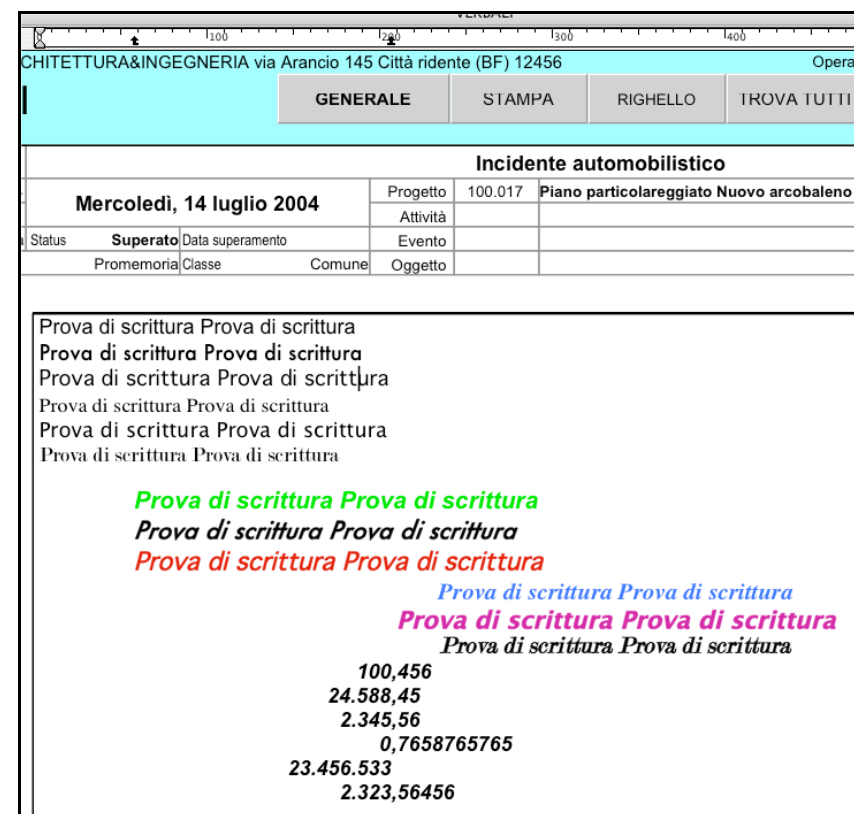 VERBALI
100 200 300 400
CHITETTURA&INGEGNERIA via Arancio 145 Città ridente (BF) 12456 Opera
GENERALE STAMPA RIGHELLO TROVA TUTTI
Incidente automobilistico
Mercoledì, 14 luglio 2004 Progetto 100.017 Piano particolareggiato Nuovo arcobaleno
Attività
Status Superato Data superamento Evento
Promemoria Classe Comune Oggetto
Prova di scrittura Prova di scrittura
Prova di scrittura Prova di scrittura
Prova di scrittura Prova di scrittura
Prova di scrittura Prova di scrittura
Prova di scrittura Prova di scrittura
Prova di scrittura Prova di scrittura
Prova di scrittura Prova di scrittura
Prova di scrittura Prova di scrittura
Prova di scrittura Prova di scrittura
Prova di scrittura Prova di scrittura
Prova di scrittura Prova di scrittura
Prova di scrittura Prova di scrittura
100,456
24.588,45
2.345,56
0,7658765765
23.456.533
2.323,56456